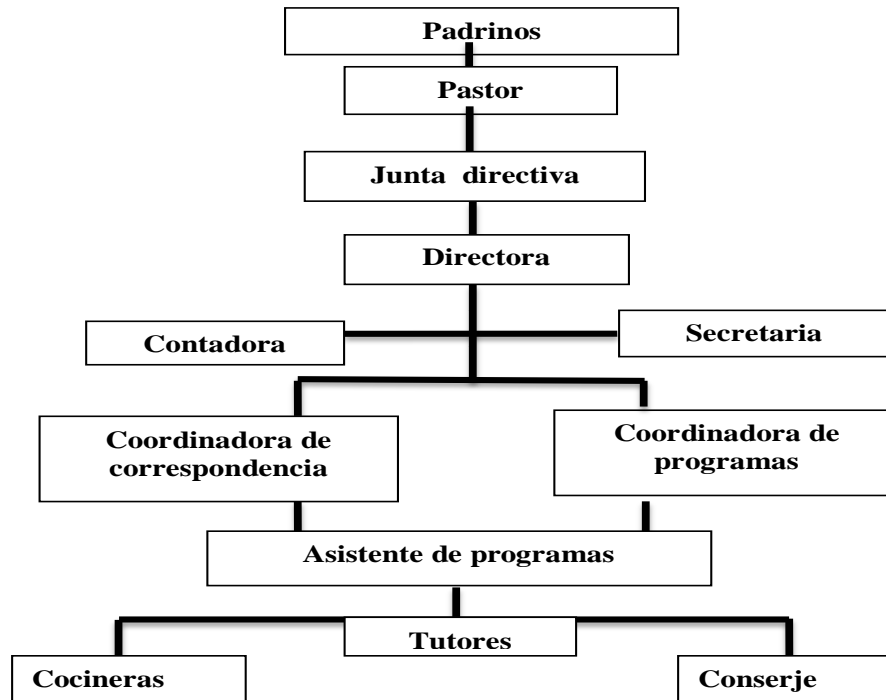 Padrinos
Pastor
Junta directiva
Directora
Contadora
Secretaria
Coordinadora de
correspondencia
Coordinadora de
programas
Asistente de programas
Tutores
Cocineras
Conserje